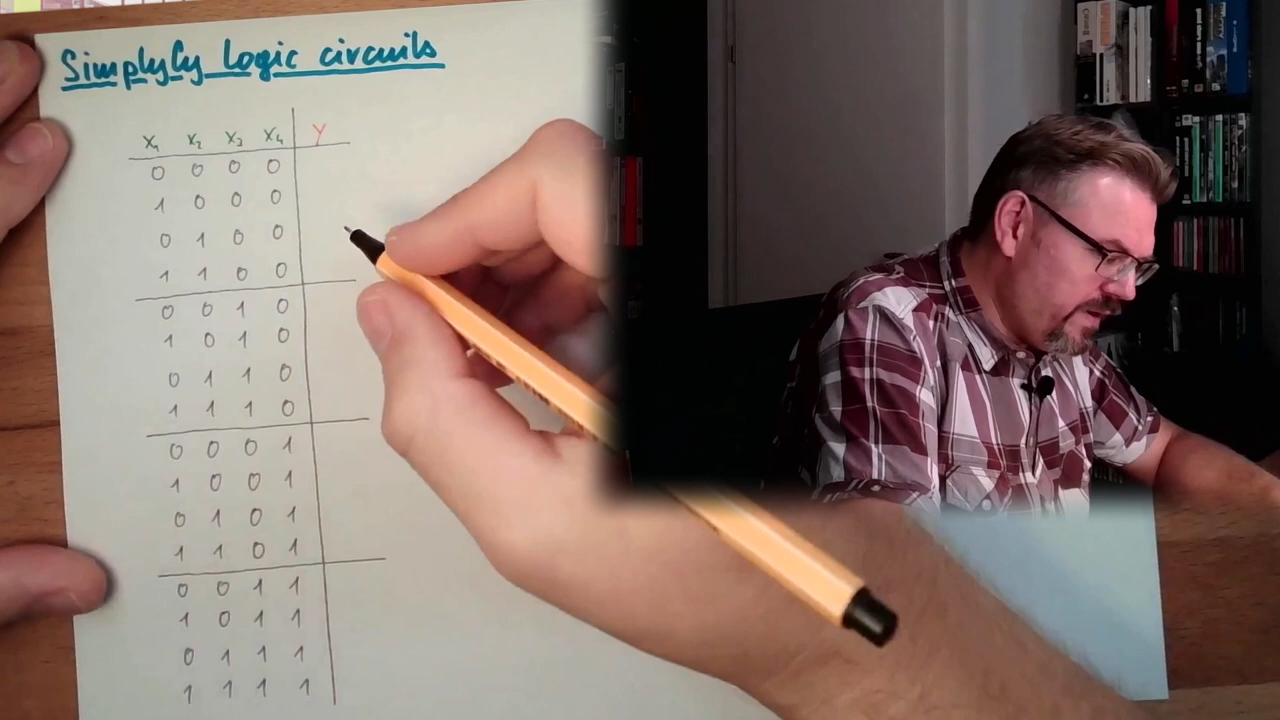 Simplyfy logic circuits
X₁ X₂ X₃ X₄ Y
0 0 0 0
1 0 0 0
0 1 0 0
1 1 0 0
0 0 1 0
1 0 1 0
0 1 1 0
1 1 1 0
0 0 0 1
1 0 0 1
0 1 0 1
1 1 0 1
0 0 1 1
1 0 1 1
0 1 1 1
1 1 1 1